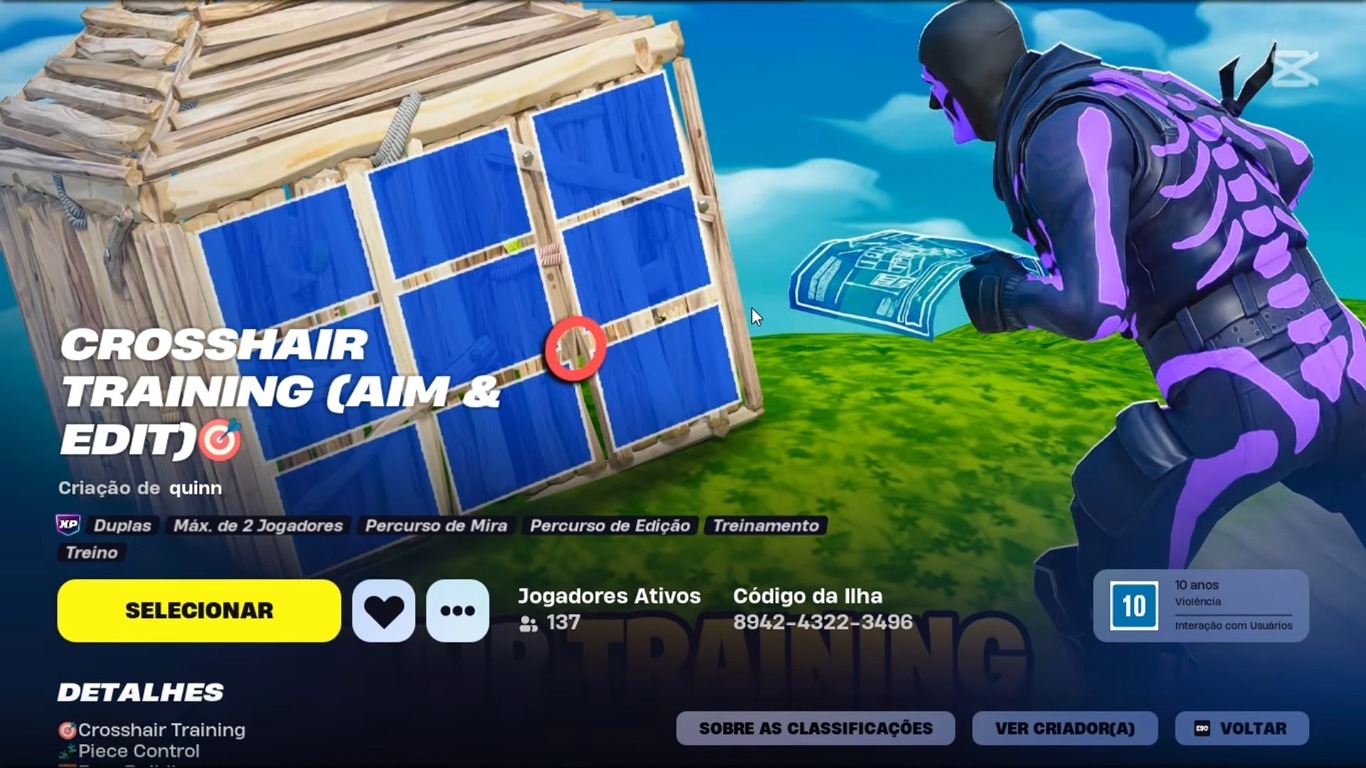 CROSSHAIR
TRAINING (AIM &
EDIT)
Criação de quinn
XP Duplas Máx. de 2 Jogadores Percurso de Mira Percurso de Edição Treinamento
Treino
SELECIONAR
Jogadores Ativos
137
Código da Ilha
8942-4322-3496
10
10 anos
Violência
Interação com Usuários
TRAINING
DETALHES
Crosshair Training
Piece Control
SOBRE AS CLASSIFICAÇÕES
VER CRIADOR(A)
ESC VOLTAR